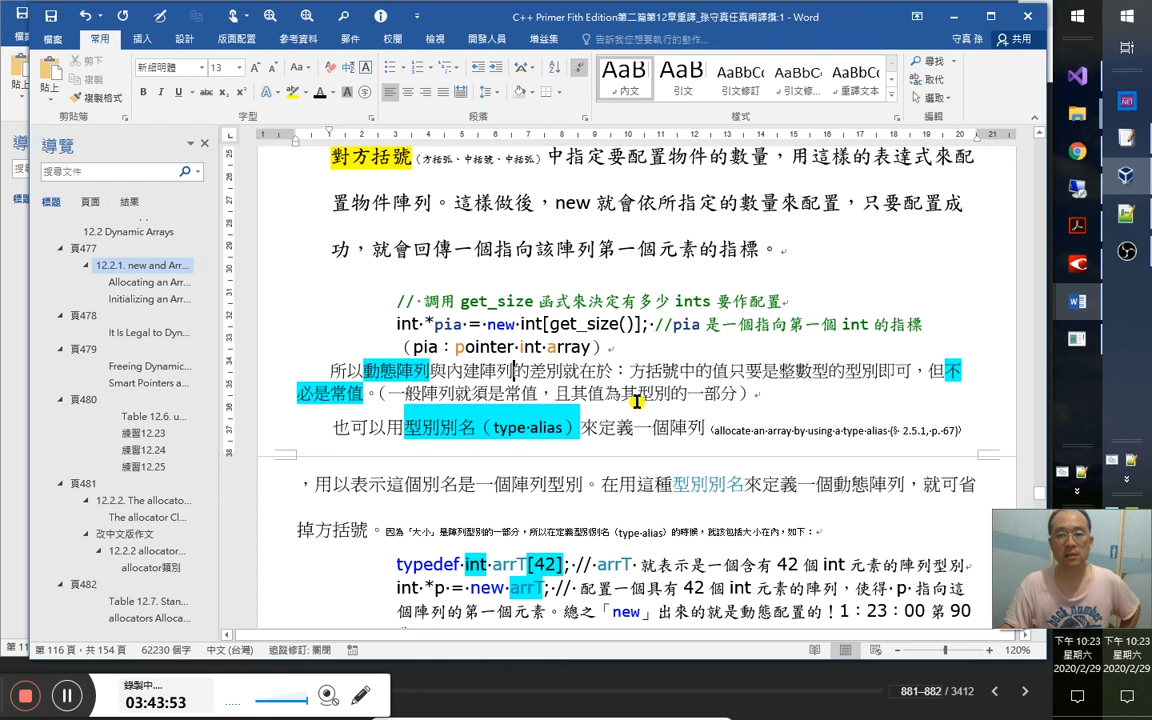 C++ Primer Fith Edition第二篇第12章重譯_孫守真任真甫譯撰:1 - Word
檔案 常用 插入 設計 版面配置 參考資料 郵件 校閱 檢視 開發人員 增益集 告訴我您想要執行的動作... 守真 孫 共用
貼上 剪下 複製 複製格式
新細明體 13
內文 引文 引文修訂 引文修... 重譯文本
尋找 取代 選取
剪貼簿 字型 段落 樣式 編輯
導覽
搜尋文件
標題 頁面 結果
12.2 Dynamic Arrays
頁477
12.2.1. new and Arr...
Allocating an Arr...
Initializing an Arr...
頁478
It Is Legal to Dyn...
頁479
Freeing Dynamic...
Smart Pointers a...
頁480
Table 12.6. u...
練習12.23
練習12.24
練習12.25
頁481
12.2.2. The allocato...
The allocator Cl...
改中文版作文
12.2.2 allocator...
allocator類別
頁482
Table 12.7. Stan...
allocators Alloca...
對方括號（方括弧、中括號、中括弧）中指定要配置物件的數量，用這樣的表達式來配
置物件陣列。這樣做後，new 就會依所指定的數量來配置，只要配置成
功，就會回傳一個指向該陣列第一個元素的指標。
// 調用 get_size 函式來決定有多少 ints 要作配置
int *pia = new int[get_size()]; //pia 是一個指向第一個 int 的指標
（pia：pointer int array）
所以動態陣列與內建陣列的差別就在於：方括號中的值只要是整數型的型別即可，但不
必是常值。（一般陣列就須是常值，且其值為其型別的一部分）
也可以用型別別名（type alias）來定義一個陣列（allocate an array by using a type alias (§ 2.5.1, p. 67)）
，用以表示這個別名是一個陣列型別。在用這種型別別名來定義一個動態陣列，就可省
掉方括號。因為「大小」是陣列型別的一部分，所以在定義型別別名（type alias）的時候，就該包括大小在內，如下：
typedef int arrT[42]; // arrT 就表示是一個含有 42 個 int 元素的陣列型別
int *p = new arrT; // 配置一個具有 42 個 int 元素的陣列，使得 p 指向這
個陣列的第一個元素。總之「new」出來的就是動態配置的！1：23：00 第 90
第 116 頁，共 154 頁 62230 個字 中文 (台灣) 追蹤修訂: 關閉 120%
錄製中....
03:43:53
881–882 / 3412
下午 10:23
星期六
2020/2/29
下午 10:23
星期六
2020/2/29